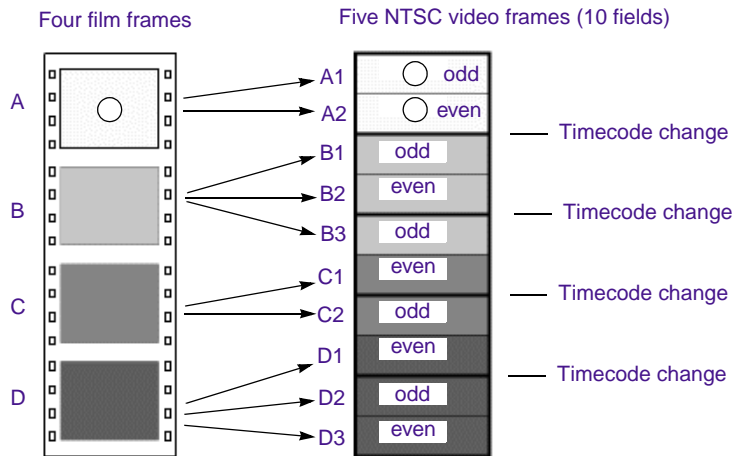 Four film frames
Five NTSC video frames (10 fields)
A
A1 odd
A2 even
Timecode change
B
B1 odd
B2 even
B3 odd
Timecode change
C
C1 even
C2 odd
Timecode change
D
D1 even
D2 odd
D3 even
Timecode change